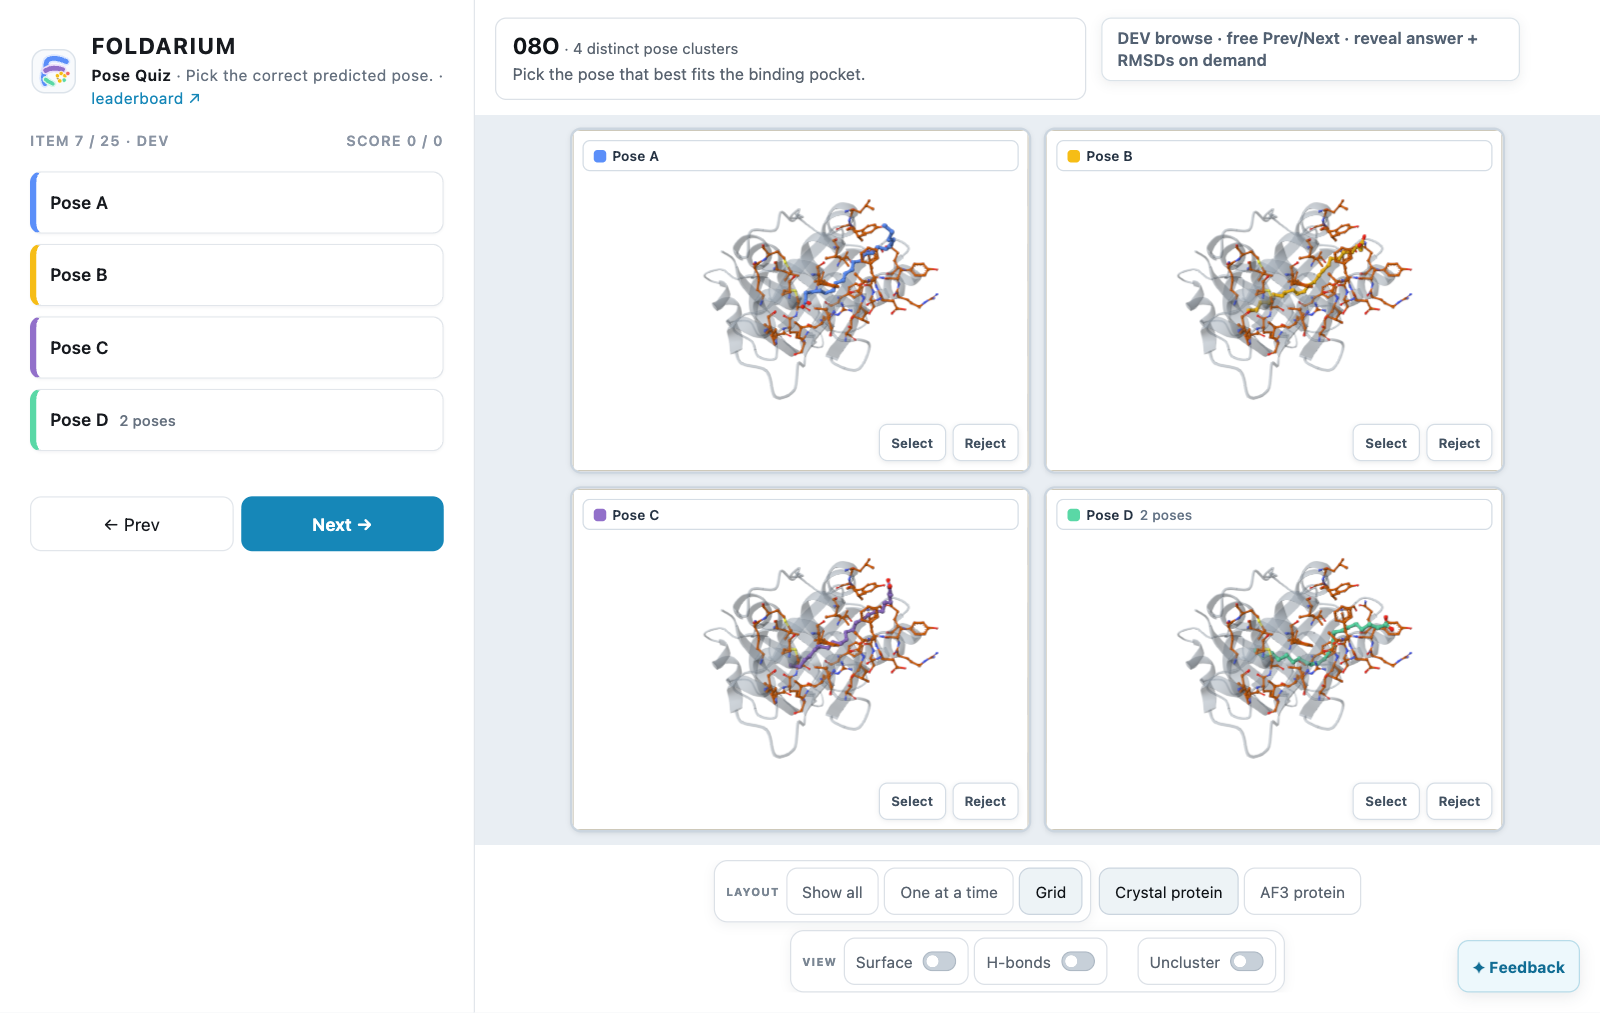 FOLDARIUM
Pose Quiz · Pick the correct predicted pose. ·
leaderboard ↗
ITEM 7 / 25 · DEV
SCORE 0 / 0
Pose A
Pose B
Pose C
Pose D 2 poses
← Prev
Next →
08O · 4 distinct pose clusters
Pick the pose that best fits the binding pocket.
DEV browse · free Prev/Next · reveal answer +
RMSDs on demand
Pose A
Select
Reject
Pose B
Select
Reject
Pose C
Select
Reject
Pose D 2 poses
Select
Reject
LAYOUT
Show all
One at a time
Grid
Crystal protein
AF3 protein
VIEW
Surface
H-bonds
Uncluster
✦ Feedback